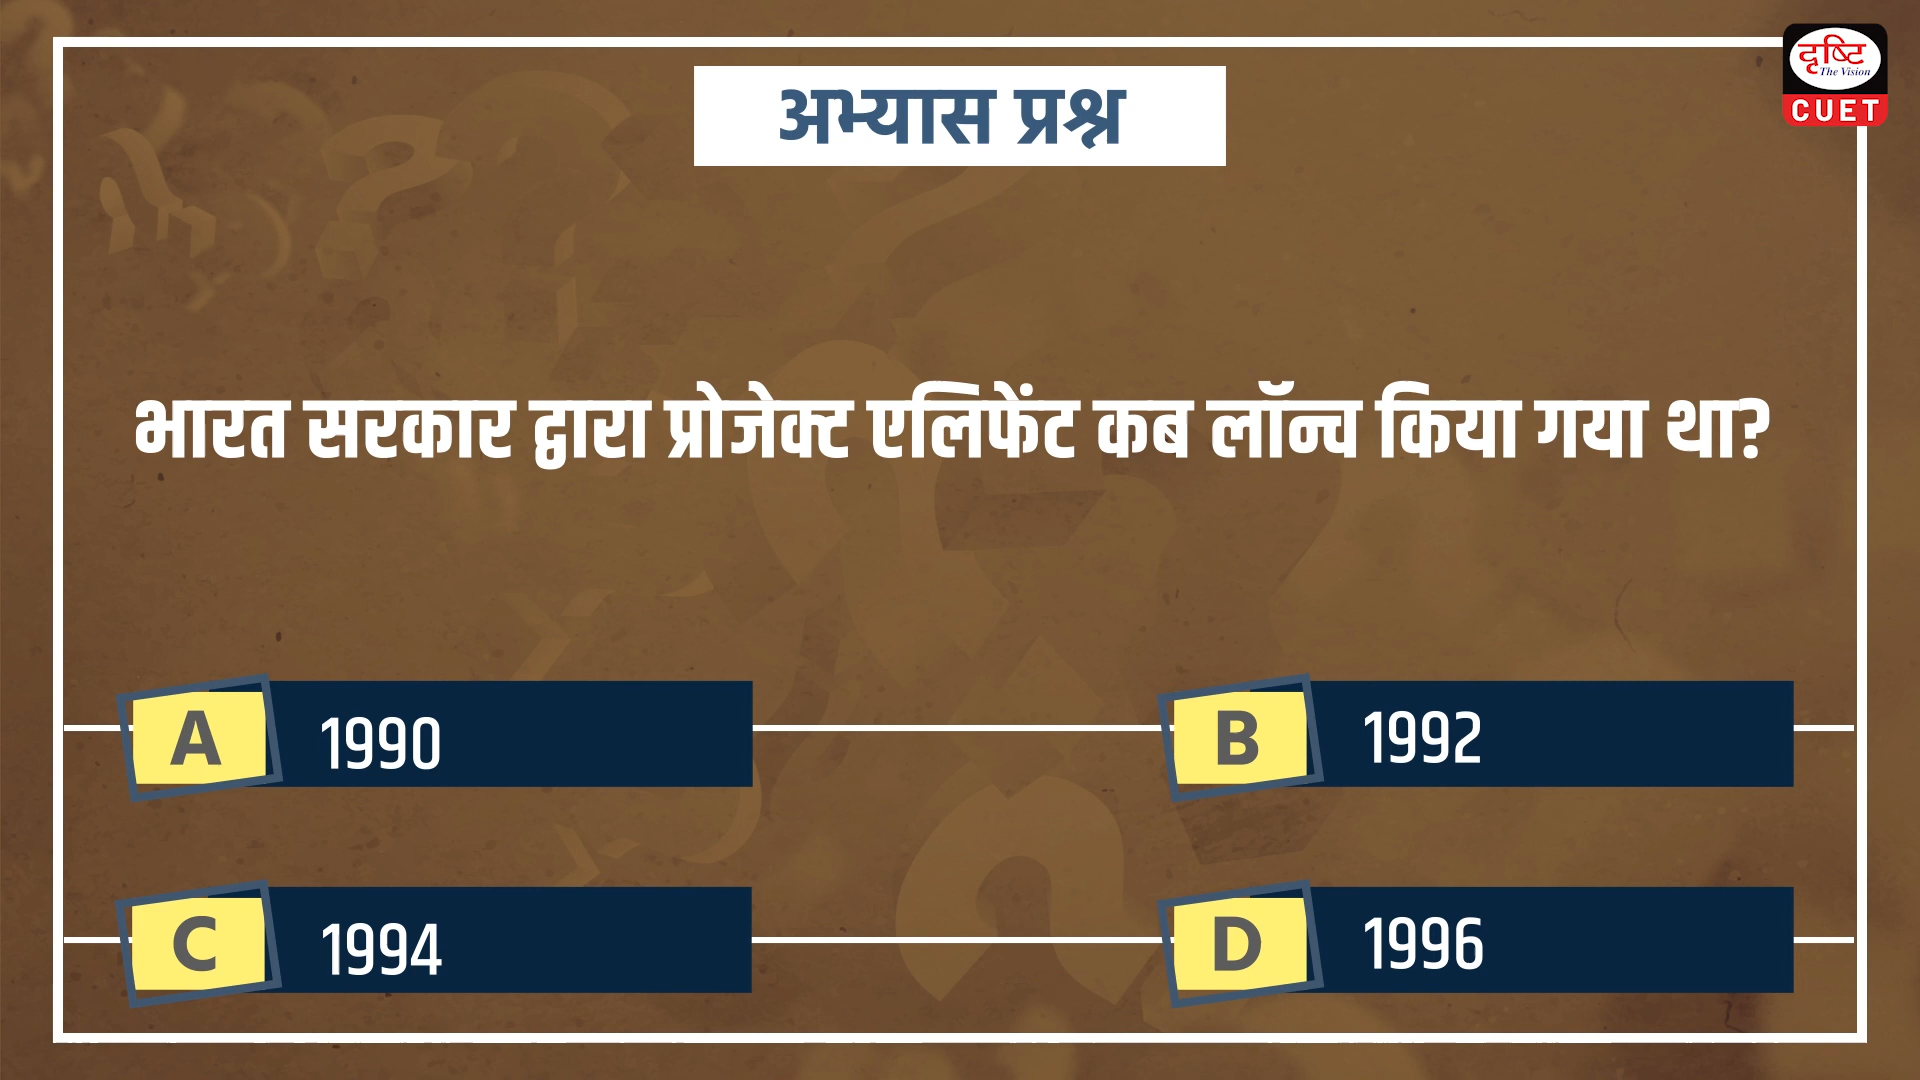 दृष्टि
The Vision
CUET
अभ्यास प्रश्न
भारत सरकार द्वारा प्रोजेक्ट एलिफेंट कब लॉन्च किया गया था?
A 1990
B 1992
C 1994
D 1996